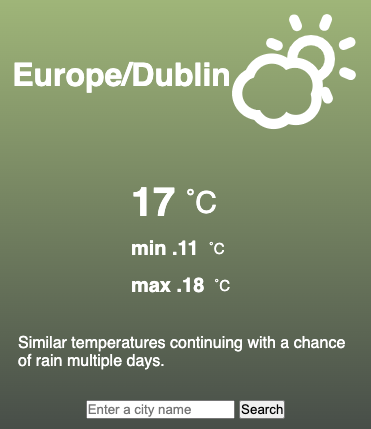 Europe/Dublin
17 °C
min .11 °C
max .18 °C
Similar temperatures continuing with a chance
of rain multiple days.
Enter a city name Search